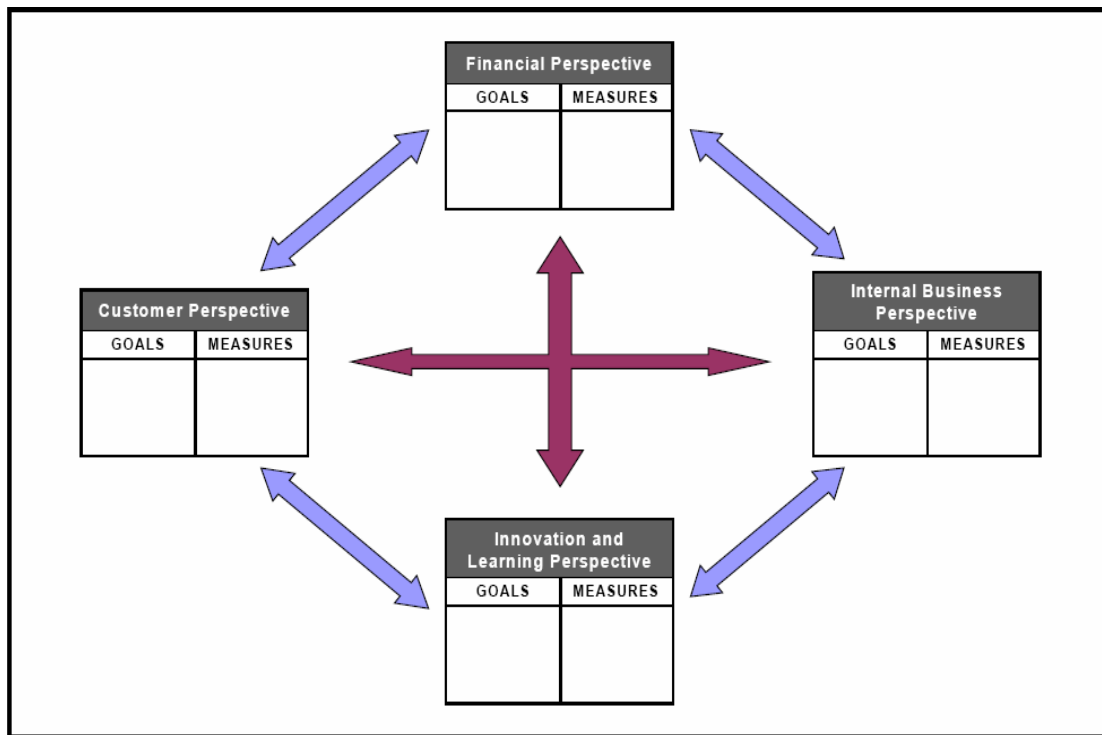 Financial Perspective
GOALS MEASURES
Customer Perspective
GOALS MEASURES
Internal Business
Perspective
GOALS MEASURES
Innovation and
Learning Perspective
GOALS MEASURES